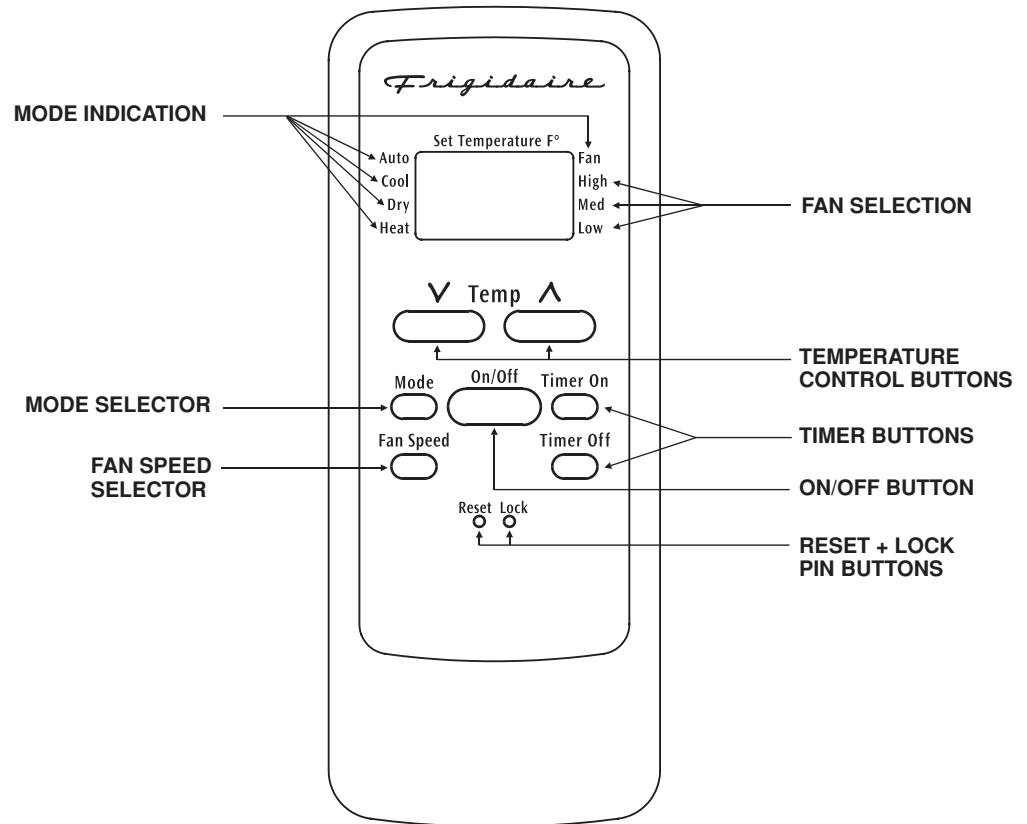 Frigidaire
MODE INDICATION
Set Temperature F°
Auto
Cool
Dry
Heat
Fan
High
Med
Low
FAN SELECTION
Temp
TEMPERATURE
CONTROL BUTTONS
Mode
On/Off
Timer On
MODE SELECTOR
TIMER BUTTONS
Fan Speed
Timer Off
FAN SPEED
SELECTOR
ON/OFF BUTTON
Reset Lock
RESET + LOCK
PIN BUTTONS